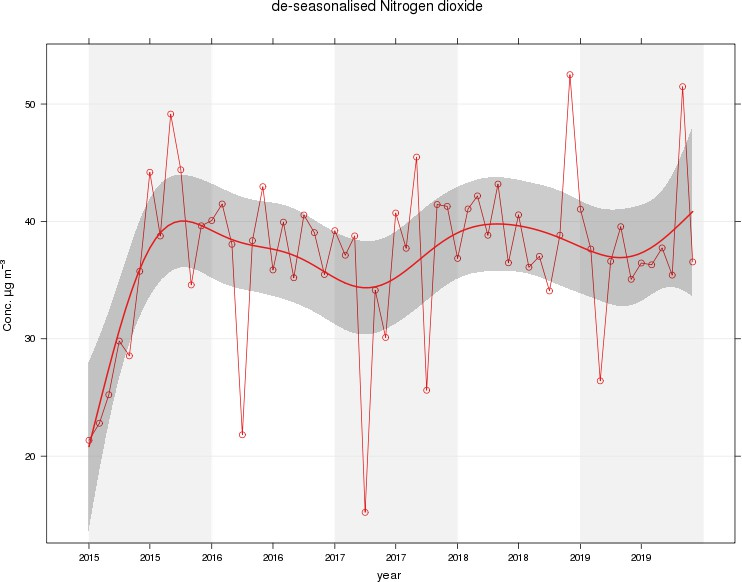 de-seasonalised Nitrogen dioxide
Conc. µg m⁻³
50
40
30
20
2015 2015 2016 2016 2017 2017 2018 2018 2019 2019
year